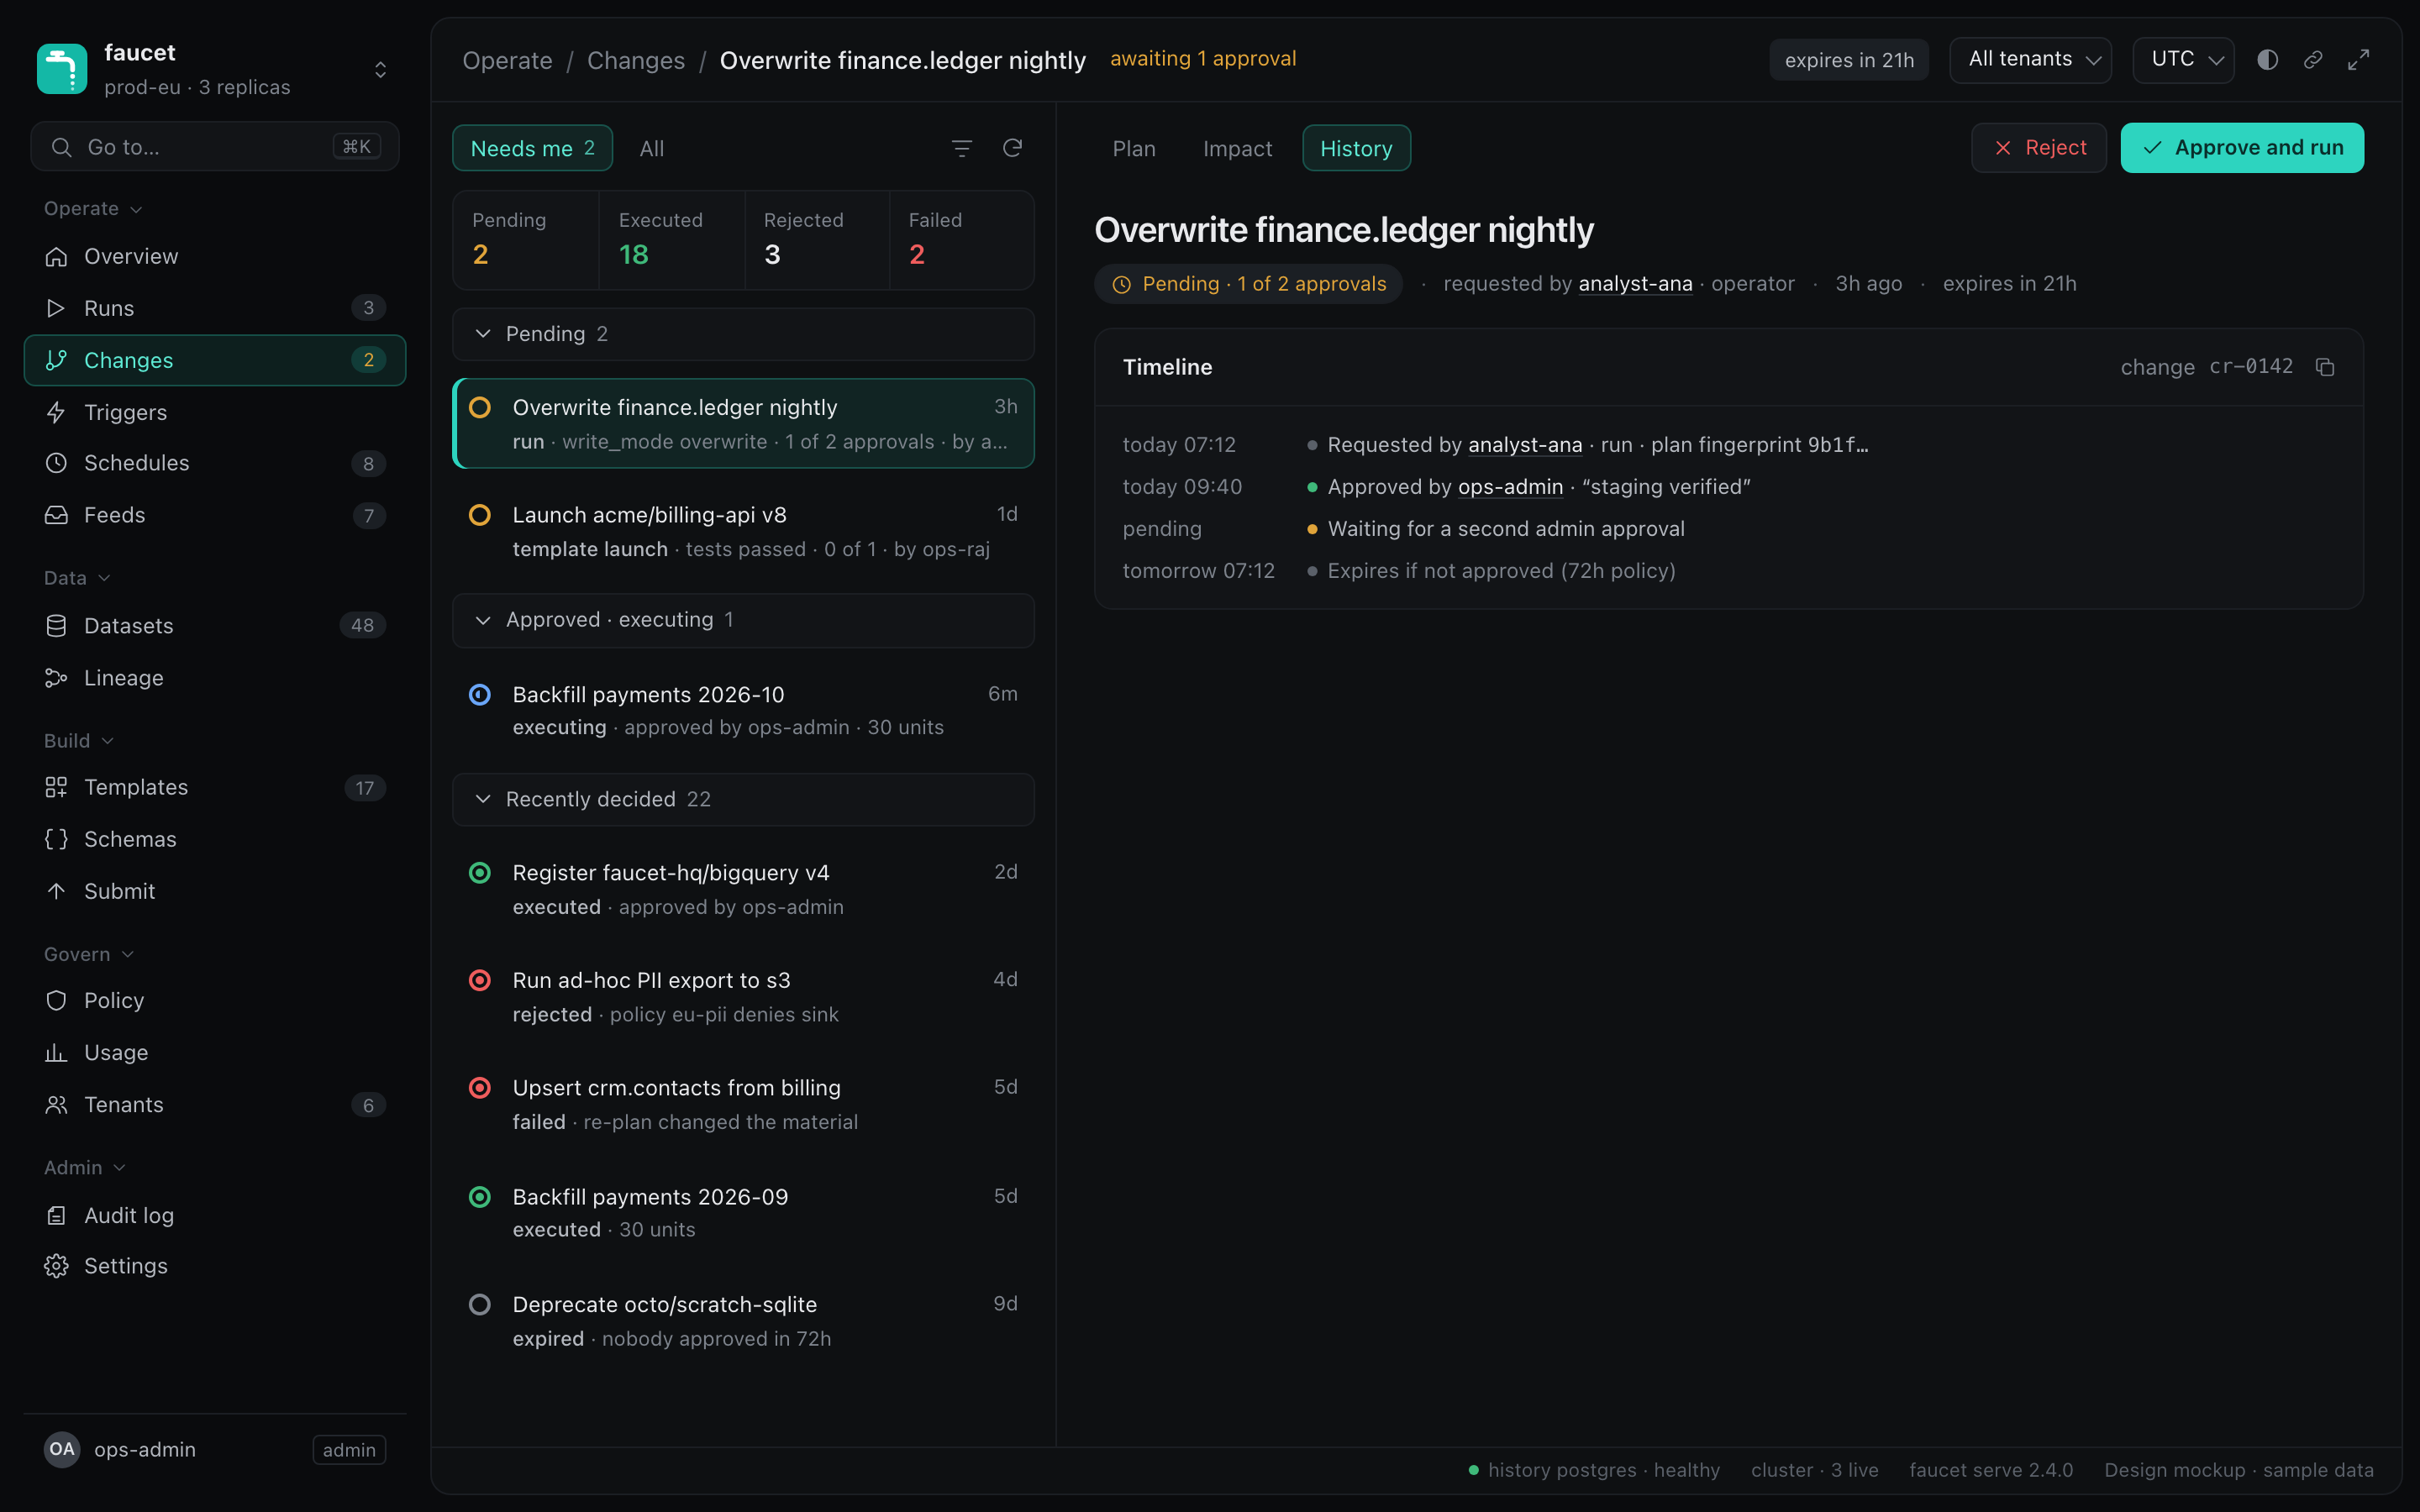 faucet
prod-eu · 3 replicas
Go to...
⌘K
Operate
Overview
Runs 3
Changes 2
Triggers
Schedules 8
Feeds 7
Data
Datasets 48
Lineage
Build
Templates 17
Schemas
Submit
Govern
Policy
Usage
Tenants 6
Admin
Audit log
Settings
OA ops-admin admin
Operate / Changes / Overwrite finance.ledger nightly awaiting 1 approval
expires in 21h All tenants UTC
Needs me 2 All
Pending Executed Rejected Failed
2 18 3 2
Pending 2
Overwrite finance.ledger nightly 3h
run · write_mode overwrite · 1 of 2 approvals · by a...
Launch acme/billing-api v8 1d
template launch · tests passed · 0 of 1 · by ops-raj
Approved · executing 1
Backfill payments 2026-10 6m
executing · approved by ops-admin · 30 units
Recently decided 22
Register faucet-hq/bigquery v4 2d
executed · approved by ops-admin
Run ad-hoc PII export to s3 4d
rejected · policy eu-pii denies sink
Upsert crm.contacts from billing 5d
failed · re-plan changed the material
Backfill payments 2026-09 5d
executed · 30 units
Deprecate octo/scratch-sqlite 9d
expired · nobody approved in 72h
Plan Impact History
Reject Approve and run
Overwrite finance.ledger nightly
Pending · 1 of 2 approvals · requested by analyst-ana · operator · 3h ago · expires in 21h
Timeline change cr-0142
today 07:12 Requested by analyst-ana · run · plan fingerprint 9b1f…
today 09:40 Approved by ops-admin · “staging verified”
pending Waiting for a second admin approval
tomorrow 07:12 Expires if not approved (72h policy)
history postgres · healthy cluster · 3 live faucet serve 2.4.0 Design mockup · sample data